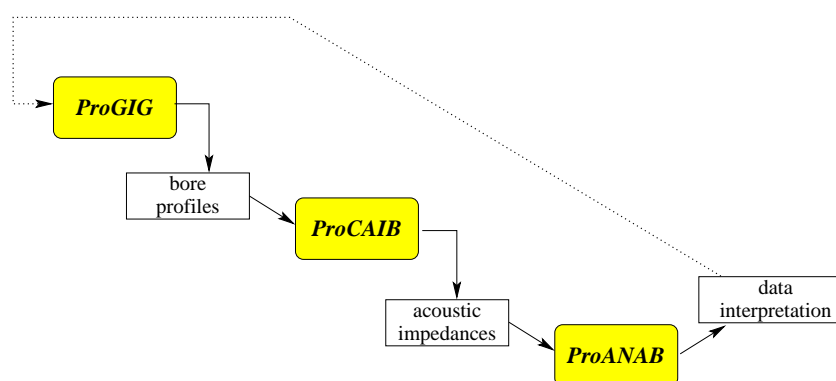 ProGIG
bore
profiles
ProCAIB
acoustic
impedances
ProANAB
data
interpretation